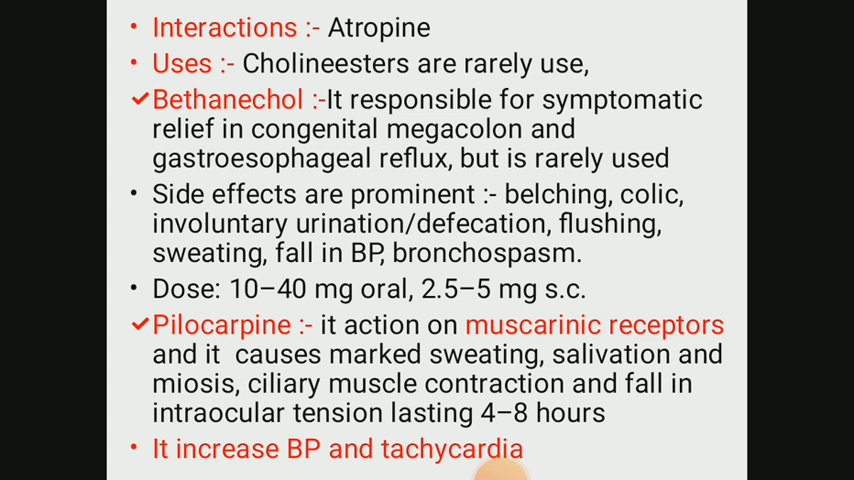 • Interactions :- Atropine
• Uses :- Cholineesters are rarely use,
✓Bethanechol :-It responsible for symptomatic
relief in congenital megacolon and
gastroesophageal reflux, but is rarely used
• Side effects are prominent :- belching, colic,
involuntary urination/defecation, flushing,
sweating, fall in BP, bronchospasm.
• Dose: 10–40 mg oral, 2.5–5 mg s.c.
✓Pilocarpine :- it action on muscarinic receptors
and it causes marked sweating, salivation and
miosis, ciliary muscle contraction and fall in
intraocular tension lasting 4–8 hours
• It increase BP and tachycardia